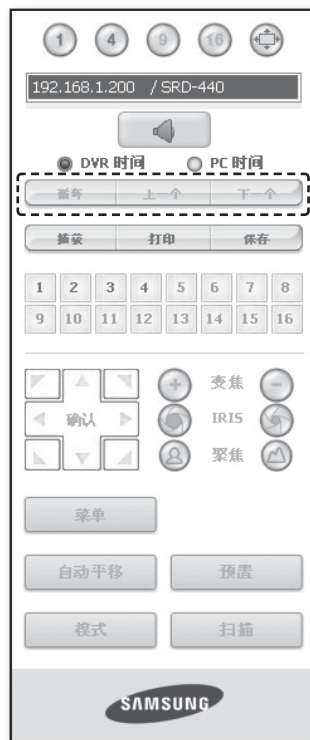 1 4 9 16
192.168.1.200 / SRD-440
DVR 时间 PC 时间
上一个 下一个
捕获 打印 保存
1 2 3 4 5 6 7 8
9 10 11 12 13 14 15 16
变焦
确认 IRIS
聚焦
菜单
自动平移 预置
模式 扫描
SAMSUNG